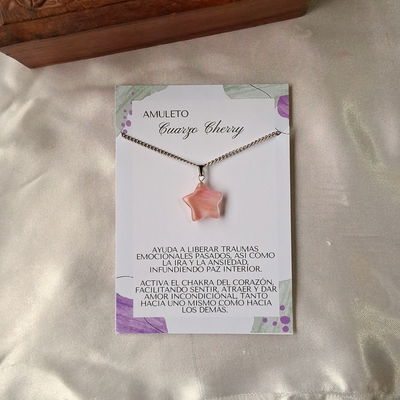 AMULETO
Cuarzo Cherry
AYUDA A LIBERAR TRAUMAS
EMOCIONALES PASADOS, ASÍ COMO
LA IRA Y LA ANSIEDAD,
INFUNDIENDO PAZ INTERIOR.
ACTIVA EL CHAKRA DEL CORAZÓN,
FACILITANDO SENTIR, ATRAER Y DAR
AMOR INCONDICIONAL, TANTO
HACIA UNO MISMO COMO HACIA
LOS DEMÁS.